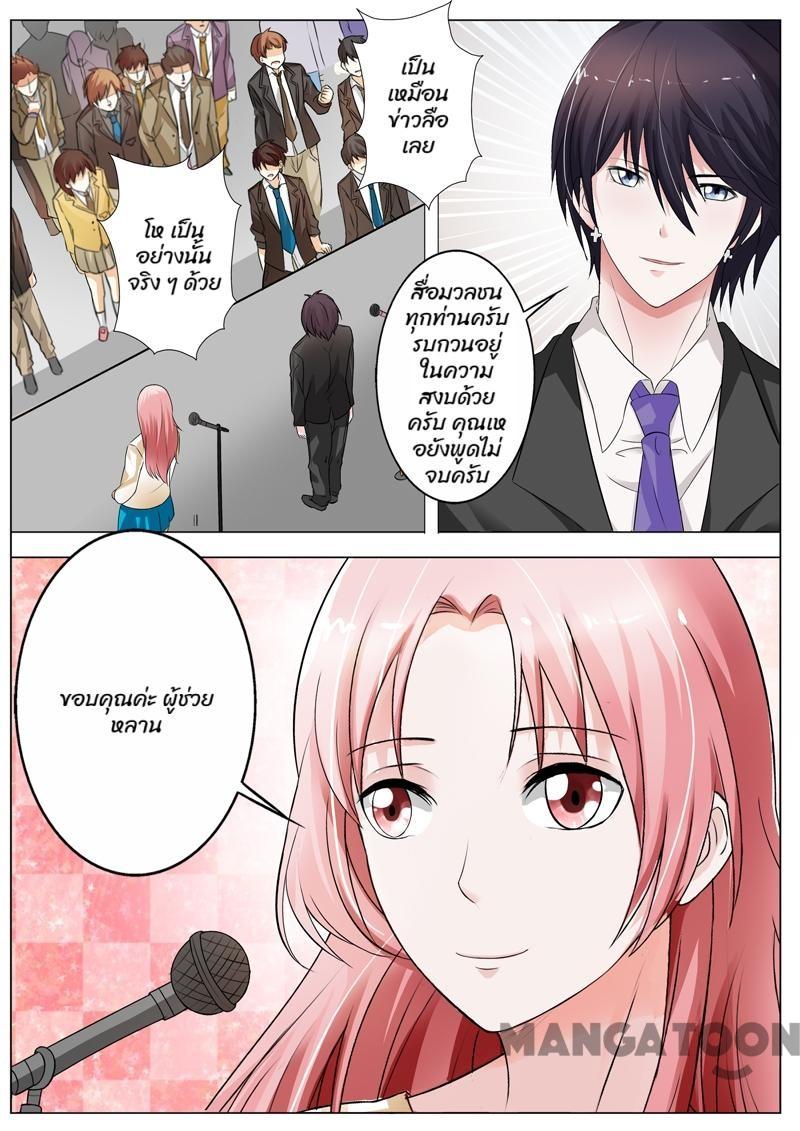 เป็น
เหมือน
ข่าวลือ
เลย
โห เป็น
อย่างนั้น
จริง ๆ ด้วย
สื่อมวลชน
ทุกท่านครับ
รบกวนอยู่
ในความ
สงบด้วย
ครับ คุณเห
อยังพูดไม่
จบครับ
ขอบคุณค่ะ ผู้ช่วย
หลาน
MANGATOON